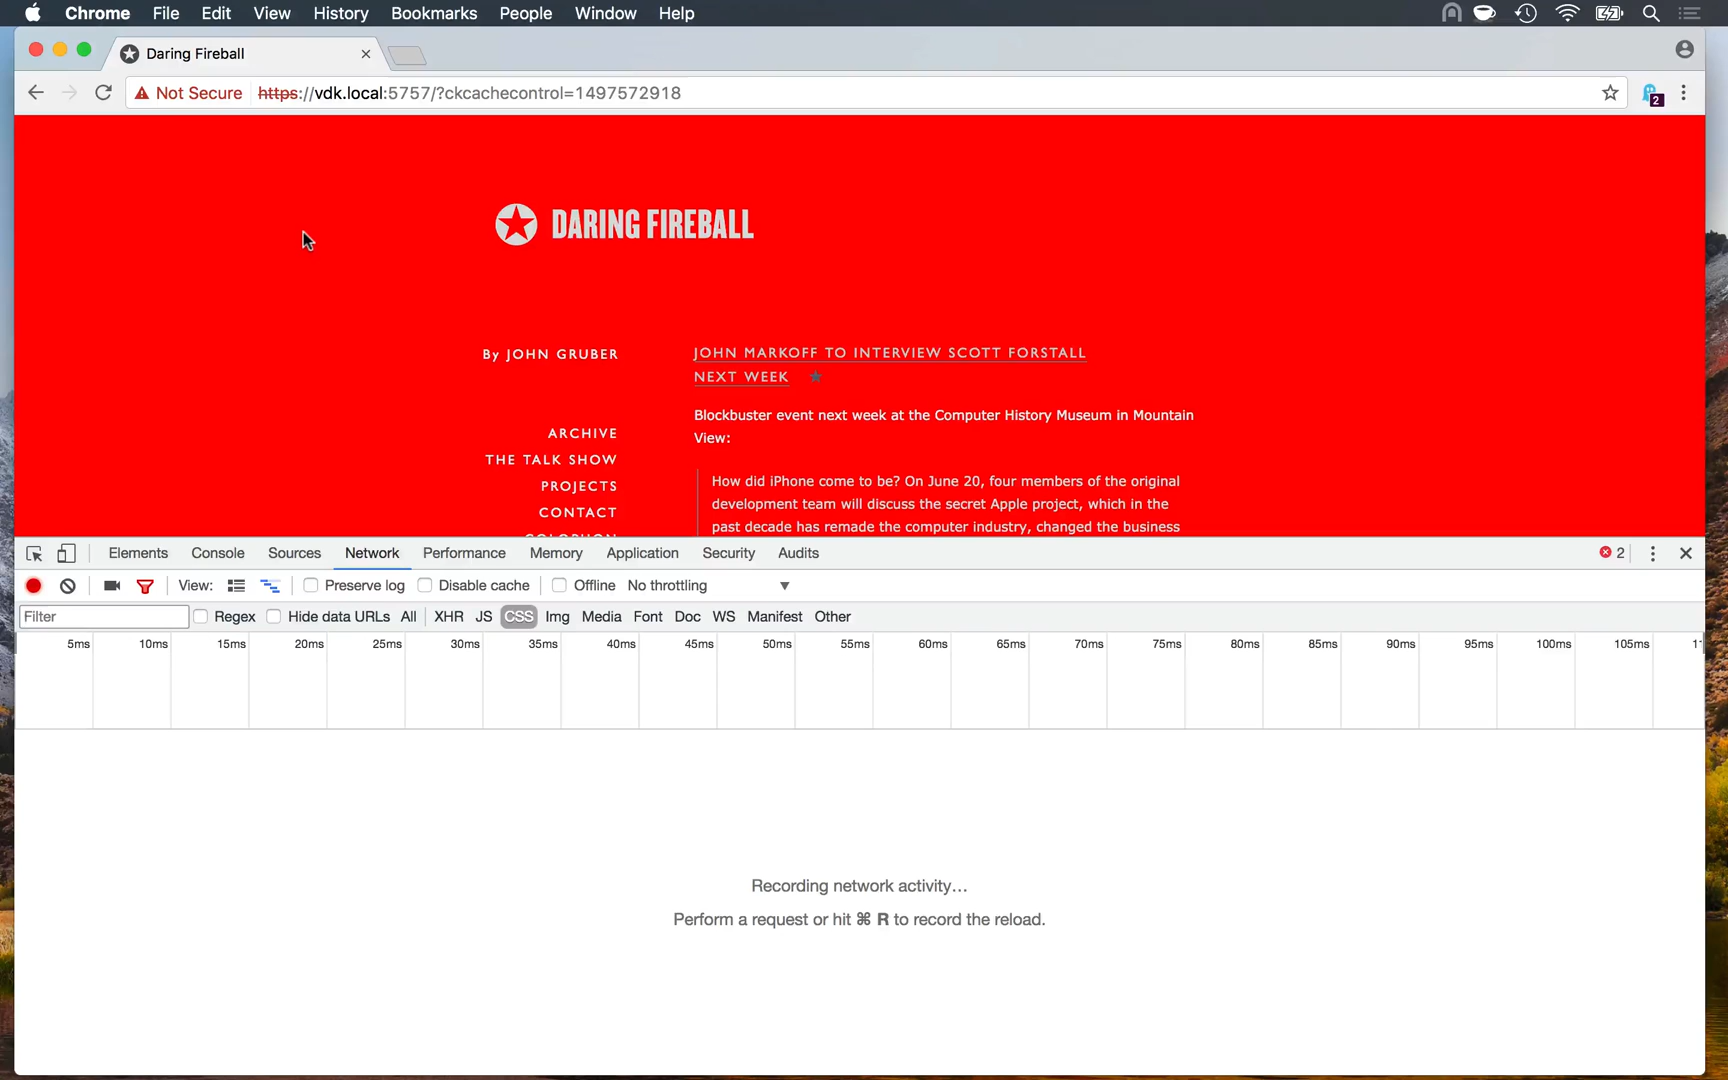 Chrome File Edit View History Bookmarks People Window Help
Daring Fireball
Not Secure https://vdk.local:5757/?ckcachecontrol=1497572918
2
DARING FIREBALL
By JOHN GRUBER
JOHN MARKOFF TO INTERVIEW SCOTT FORSTALL
NEXT WEEK ★
Blockbuster event next week at the Computer History Museum in Mountain
View:
ARCHIVE
THE TALK SHOW
PROJECTS
CONTACT
How did iPhone come to be? On June 20, four members of the original
development team will discuss the secret Apple project, which in the
past decade has remade the computer industry, changed the business
Elements Console Sources Network Performance Memory Application Security Audits 2
View: Preserve log Disable cache Offline No throttling
Filter Regex Hide data URLs All XHR JS CSS Img Media Font Doc WS Manifest Other
5ms 10ms 15ms 20ms 25ms 30ms 35ms 40ms 45ms 50ms 55ms 60ms 65ms 70ms 75ms 80ms 85ms 90ms 95ms 100ms 105ms
Recording network activity…
Perform a request or hit ⌘ R to record the reload.